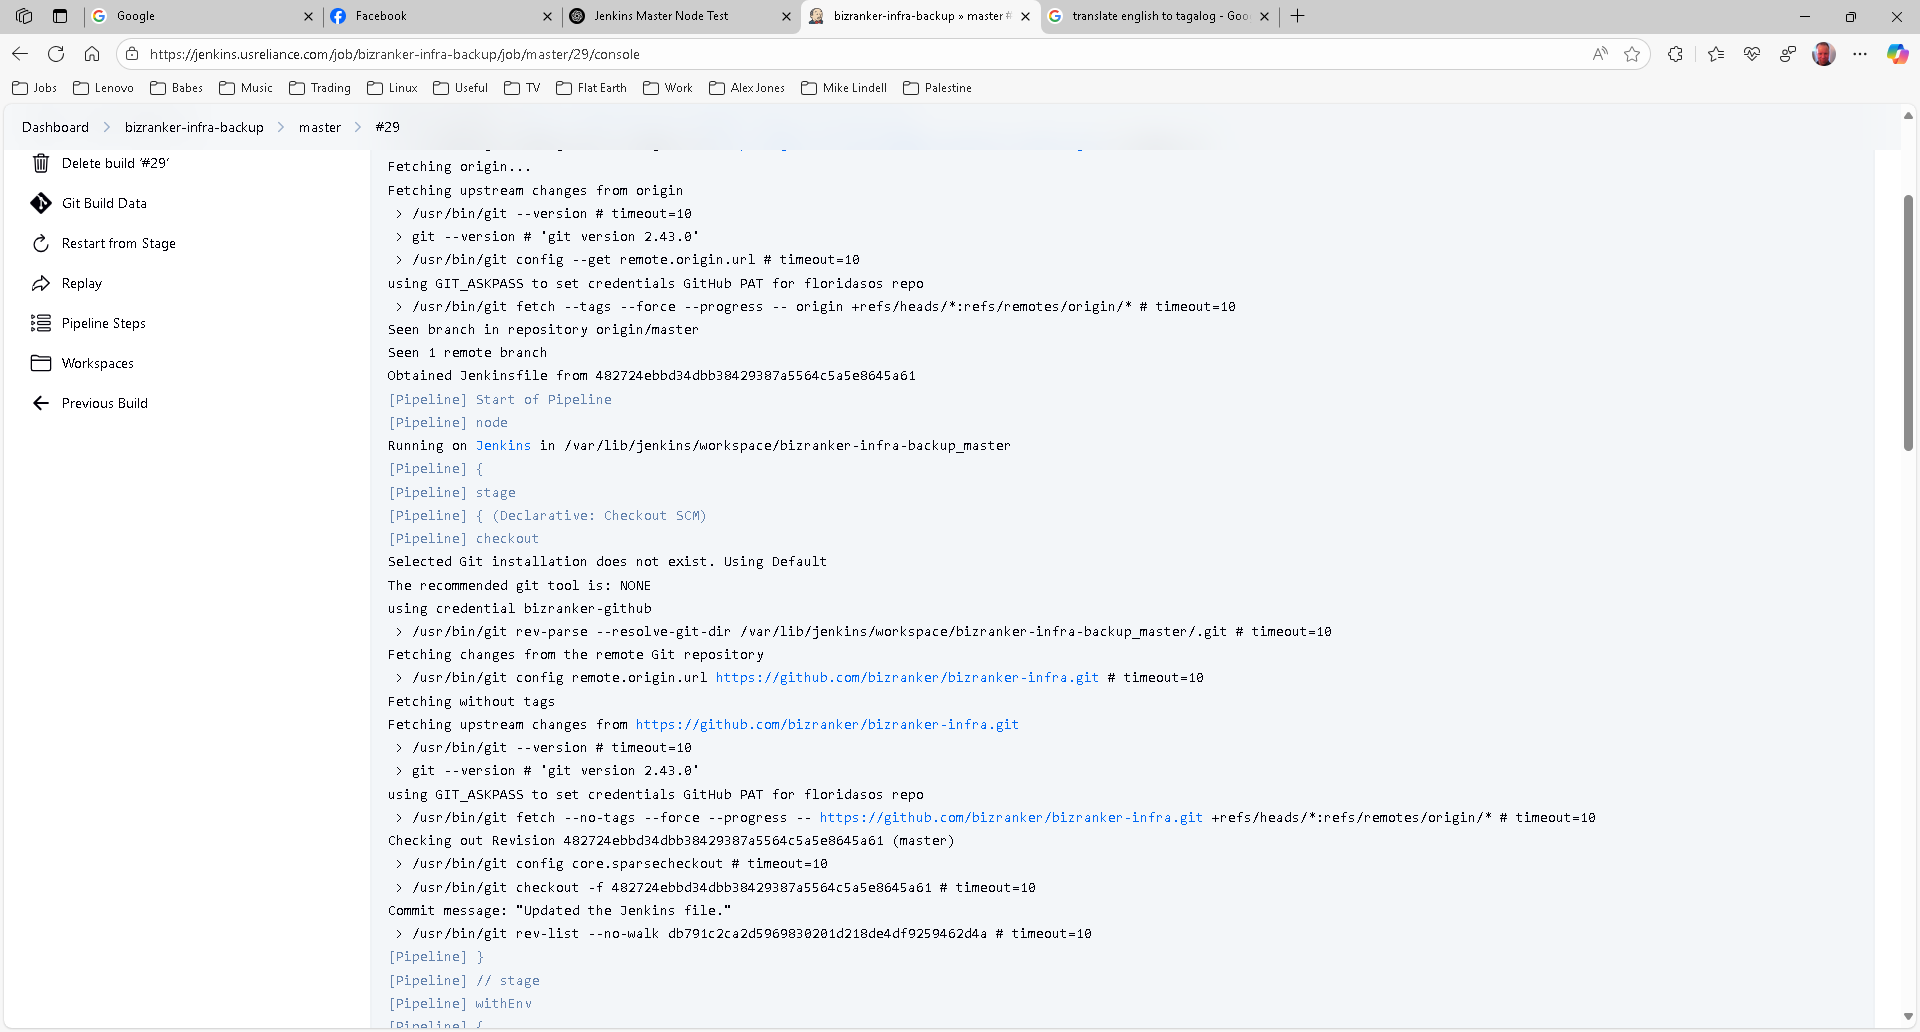 Google
Facebook
Jenkins Master Node Test
bizranker-infra-backup » master #
translate english to tagalog - Goo
https://jenkins.usreliance.com/job/bizranker-infra-backup/job/master/29/console
Jobs Lenovo Babes Music Trading Linux Useful TV Flat Earth Work Alex Jones Mike Lindell Palestine
Dashboard bizranker-infra-backup master #29
Delete build ‘#29’
Git Build Data
Restart from Stage
Replay
Pipeline Steps
Workspaces
Previous Build
Fetching origin...
Fetching upstream changes from origin
> /usr/bin/git --version # timeout=10
> git --version # 'git version 2.43.0'
> /usr/bin/git config --get remote.origin.url # timeout=10
using GIT_ASKPASS to set credentials GitHub PAT for floridasos repo
> /usr/bin/git fetch --tags --force --progress -- origin +refs/heads/*:refs/remotes/origin/* # timeout=10
Seen branch in repository origin/master
Seen 1 remote branch
Obtained Jenkinsfile from 482724ebbd34dbb38429387a5564c5a5e8645a61
[Pipeline] Start of Pipeline
[Pipeline] node
Running on Jenkins in /var/lib/jenkins/workspace/bizranker-infra-backup_master
[Pipeline] {
[Pipeline] stage
[Pipeline] { (Declarative: Checkout SCM)
[Pipeline] checkout
Selected Git installation does not exist. Using Default
The recommended git tool is: NONE
using credential bizranker-github
> /usr/bin/git rev-parse --resolve-git-dir /var/lib/jenkins/workspace/bizranker-infra-backup_master/.git # timeout=10
Fetching changes from the remote Git repository
> /usr/bin/git config remote.origin.url https://github.com/bizranker/bizranker-infra.git # timeout=10
Fetching without tags
Fetching upstream changes from https://github.com/bizranker/bizranker-infra.git
> /usr/bin/git --version # timeout=10
> git --version # 'git version 2.43.0'
using GIT_ASKPASS to set credentials GitHub PAT for floridasos repo
> /usr/bin/git fetch --no-tags --force --progress -- https://github.com/bizranker/bizranker-infra.git +refs/heads/*:refs/remotes/origin/* # timeout=10
Checking out Revision 482724ebbd34dbb38429387a5564c5a5e8645a61 (master)
> /usr/bin/git config core.sparsecheckout # timeout=10
> /usr/bin/git checkout -f 482724ebbd34dbb38429387a5564c5a5e8645a61 # timeout=10
Commit message: "Updated the Jenkins file."
> /usr/bin/git rev-list --no-walk db791c2ca2d5969830201d218de4df9259462d4a # timeout=10
[Pipeline] }
[Pipeline] // stage
[Pipeline] withEnv
[Pipeline] {